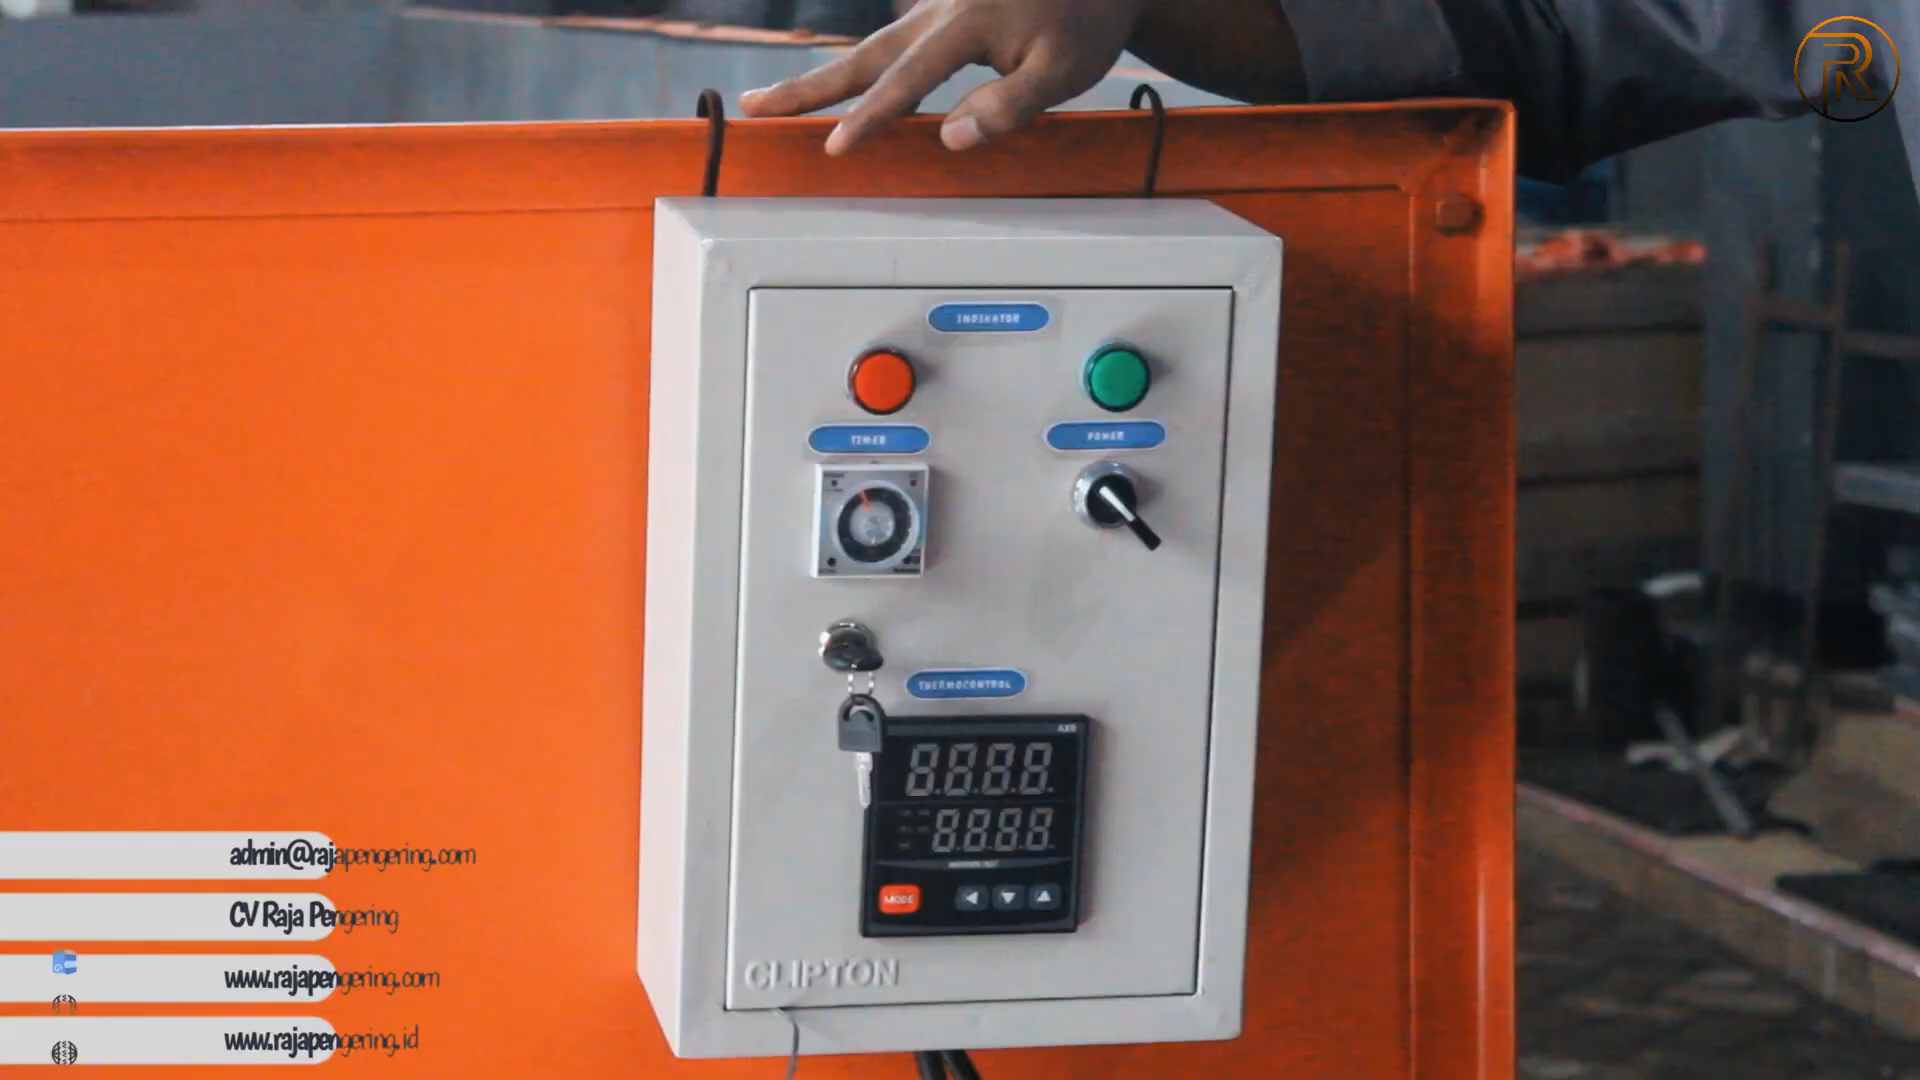 INDIKATOR
TIMER
POWER
THERMOCONTROL
8.8.8.8.
8.8.8.8.
MODE
CLIPTON
admin@rajapengering.com
CV Raja Pengering
www.rajapengering.com
www.rajapengering.id